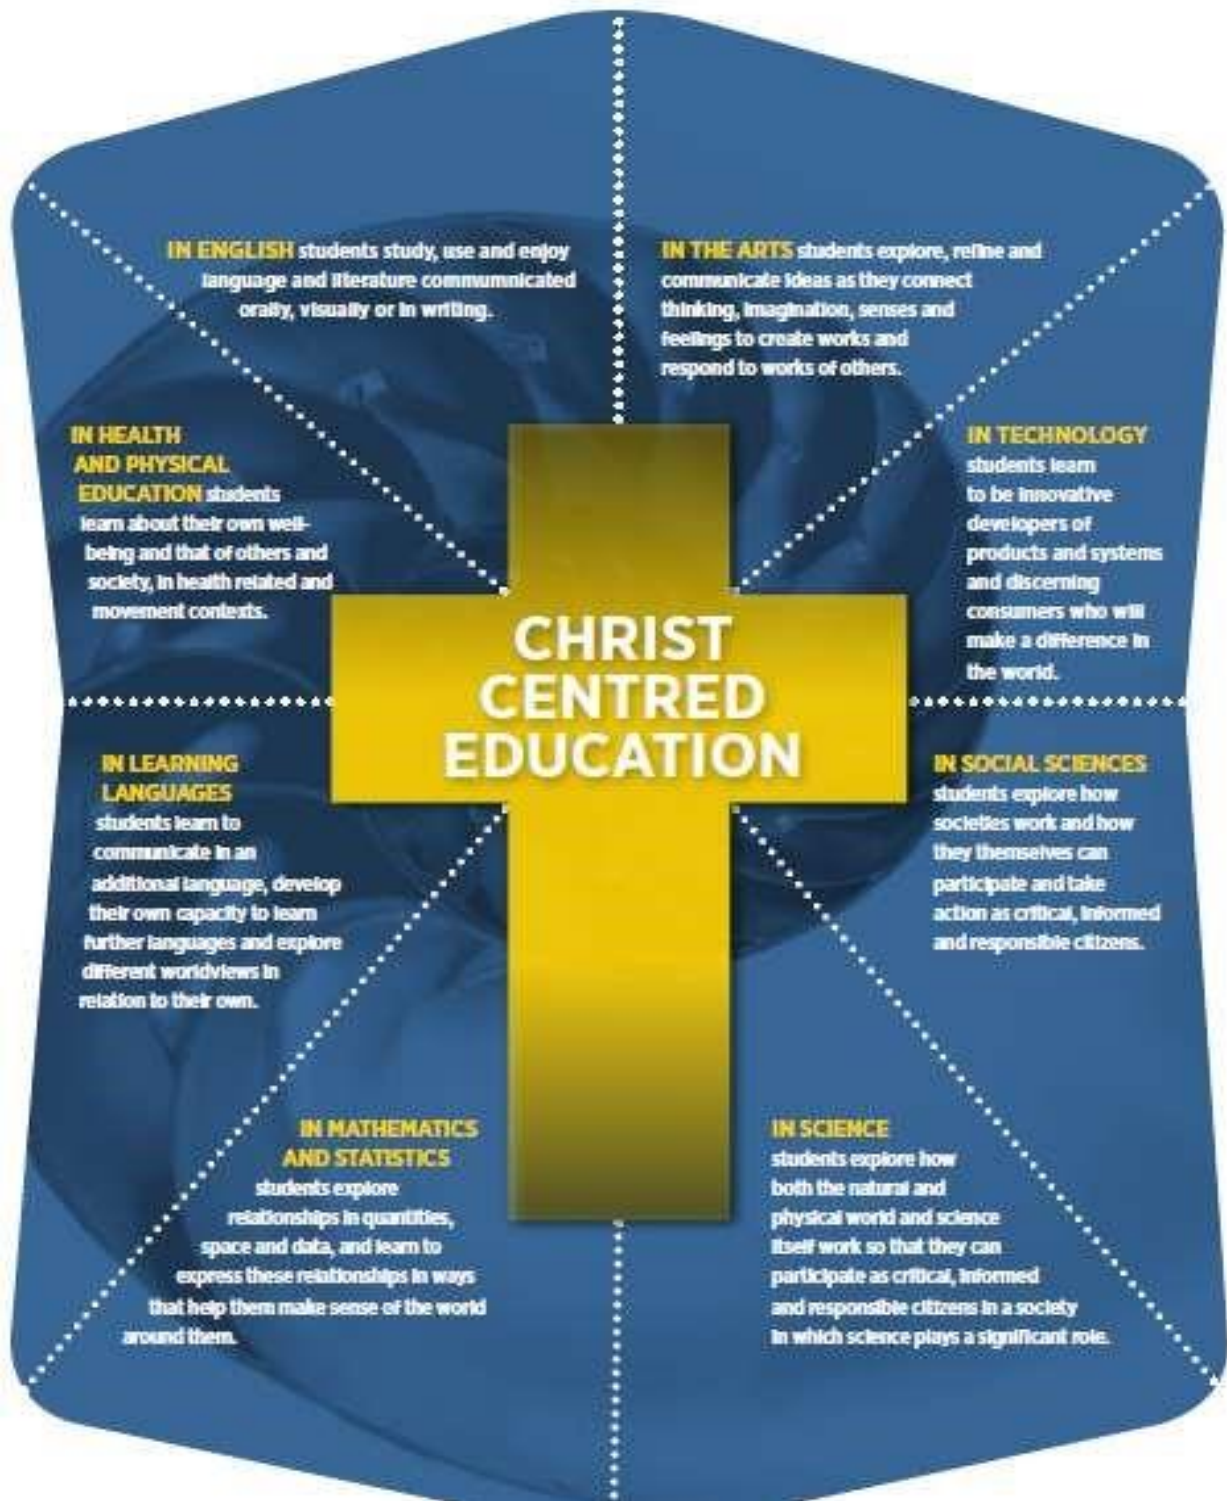 IN ENGLISH students study, use and enjoy
language and literature commumnicated
orally, visually or in writing.
IN THE ARTS students explore, refine and
communicate ideas as they connect
thinking, imagination, senses and
feelings to create works and
respond to works of others.
IN HEALTH
AND PHYSICAL
EDUCATION students
learn about their own well-
being and that of others and
society, in health related and
movement contexts.
IN TECHNOLOGY
students learn
to be innovative
developers of
products and systems
and discerning
consumers who will
make a difference in
the world.
CHRIST
CENTRED
EDUCATION
IN LEARNING
LANGUAGES
students learn to
communicate in an
additional language, develop
their own capacity to learn
further languages and explore
different worldviews in
relation to their own.
IN SOCIAL SCIENCES
students explore how
societies work and how
they themselves can
participate and take
action as critical, informed
and responsible citizens.
IN MATHEMATICS
AND STATISTICS
students explore
relationships in quantities,
space and data, and learn to
express these relationships in ways
that help them make sense of the world
around them.
IN SCIENCE
students explore how
both the natural and
physical world and science
itself work so that they can
participate as critical, informed
and responsible citizens in a society
in which science plays a significant role.